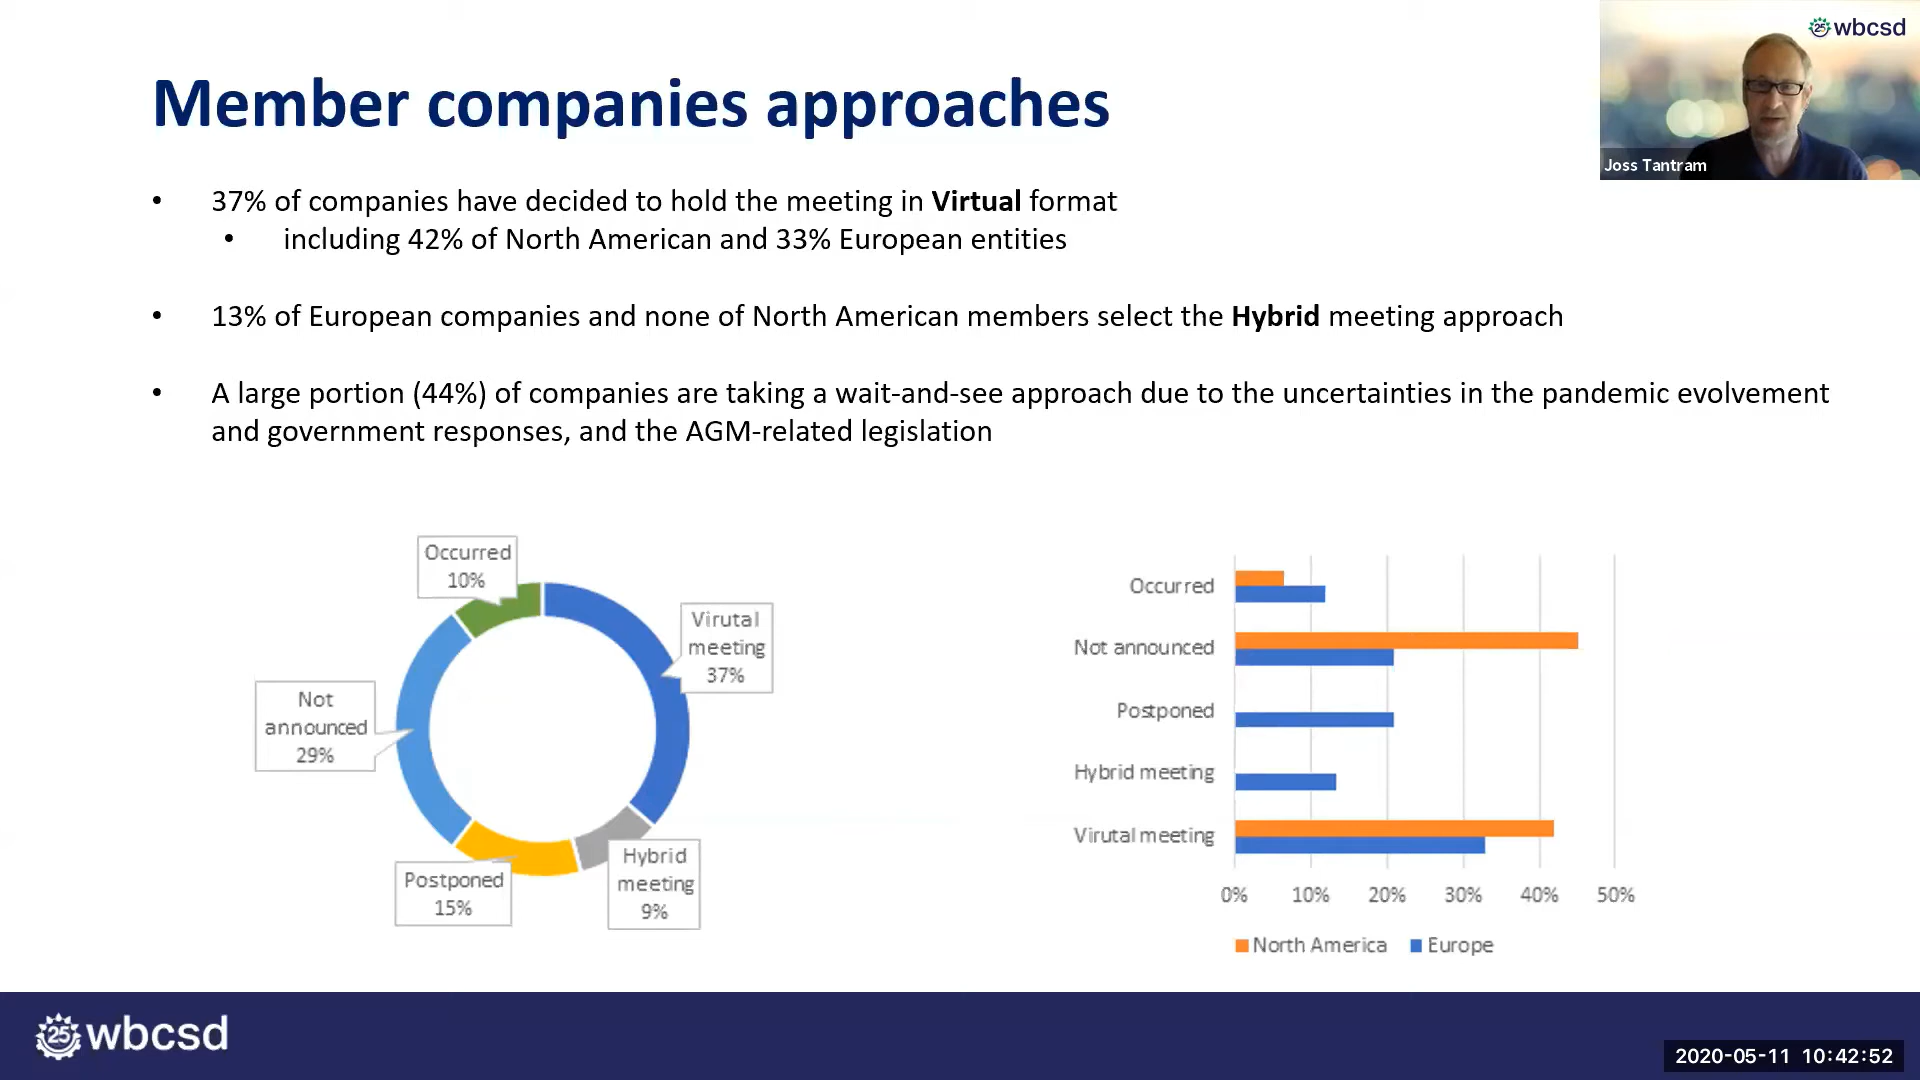 Member companies approaches
25 wbcsd
Joss Tantram
• 37% of companies have decided to hold the meeting in Virtual format
• including 42% of North American and 33% European entities
• 13% of European companies and none of North American members select the Hybrid meeting approach
• A large portion (44%) of companies are taking a wait-and-see approach due to the uncertainties in the pandemic evolvement
and government responses, and the AGM-related legislation
Occurred
10%
Virutal
meeting
37%
Not
announced
29%
Postponed
15%
Hybrid
meeting
9%
Occurred
Not announced
Postponed
Hybrid meeting
Virutal meeting
0% 10% 20% 30% 40% 50%
North America Europe
25 wbcsd
2020-05-11 10:42:52